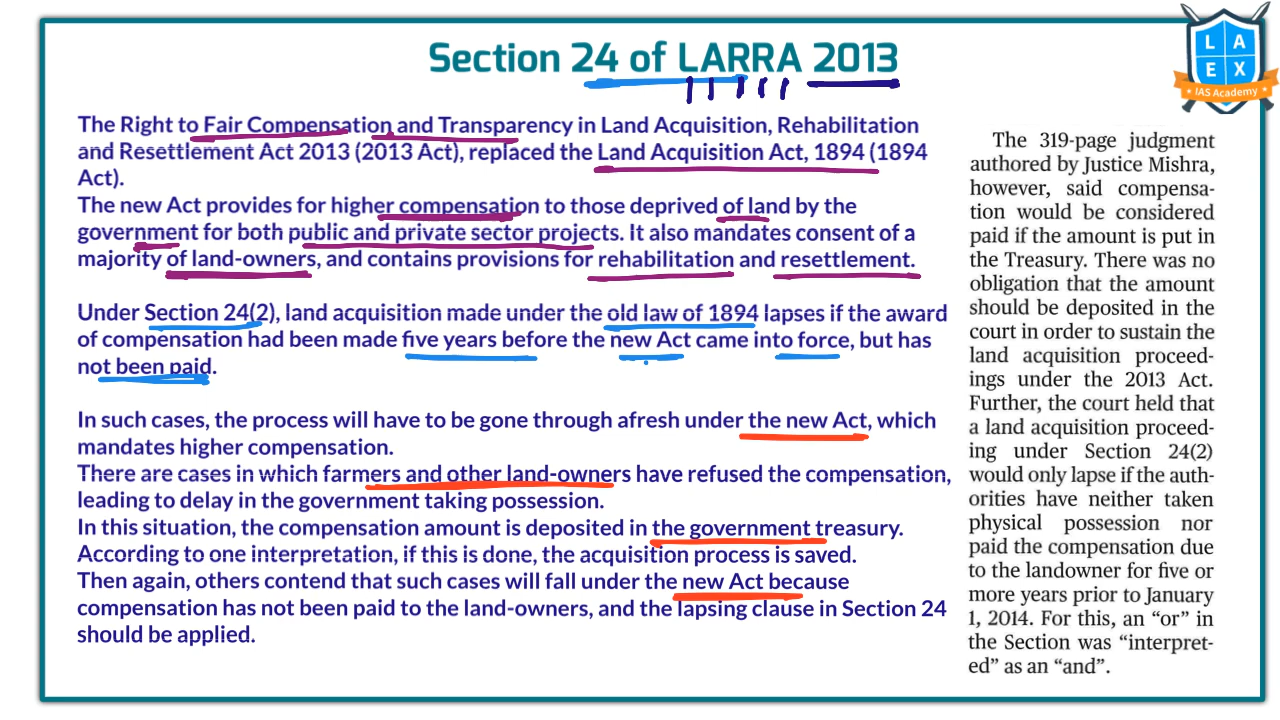 Section 24 of LARRA 2013
L A
E X
IAS Academy
The Right to Fair Compensation and Transparency in Land Acquisition, Rehabilitation
and Resettlement Act 2013 (2013 Act), replaced the Land Acquisition Act, 1894 (1894
Act).
The new Act provides for higher compensation to those deprived of land by the
government for both public and private sector projects. It also mandates consent of a
majority of land-owners, and contains provisions for rehabilitation and resettlement.
Under Section 24(2), land acquisition made under the old law of 1894 lapses if the award
of compensation had been made five years before the new Act came into force, but has
not been paid.
In such cases, the process will have to be gone through afresh under the new Act, which
mandates higher compensation.
There are cases in which farmers and other land-owners have refused the compensation,
leading to delay in the government taking possession.
In this situation, the compensation amount is deposited in the government treasury.
According to one interpretation, if this is done, the acquisition process is saved.
Then again, others contend that such cases will fall under the new Act because
compensation has not been paid to the land-owners, and the lapsing clause in Section 24
should be applied.
The 319-page judgment
authored by Justice Mishra,
however, said compensa-
tion would be considered
paid if the amount is put in
the Treasury. There was no
obligation that the amount
should be deposited in the
court in order to sustain the
land acquisition proceed-
ings under the 2013 Act.
Further, the court held that
a land acquisition proceed-
ing under Section 24(2)
would only lapse if the auth-
orities have neither taken
physical possession nor
paid the compensation due
to the landowner for five or
more years prior to January
1, 2014. For this, an “or” in
the Section was “interpret-
ed” as an “and”.